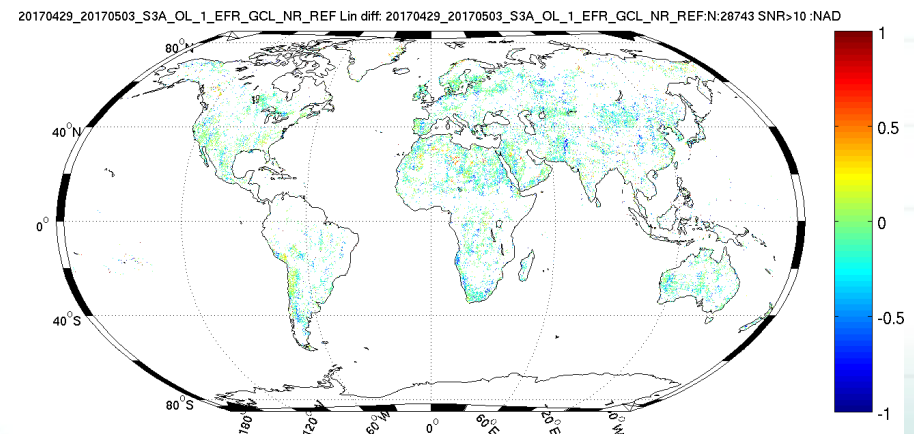 20170429_20170503_S3A_OL_1_EFR_GCL_NR_REF Lin diff: 20170429_20170503_S3A_OL_1_EFR_GCL_NR_REF:N:28743 SNR>10 :NAD
80°N
40°N
0°
40°S
80°S
180°W
120°W
60°W
0°
60°E
1
0.5
0
-0.5
-1